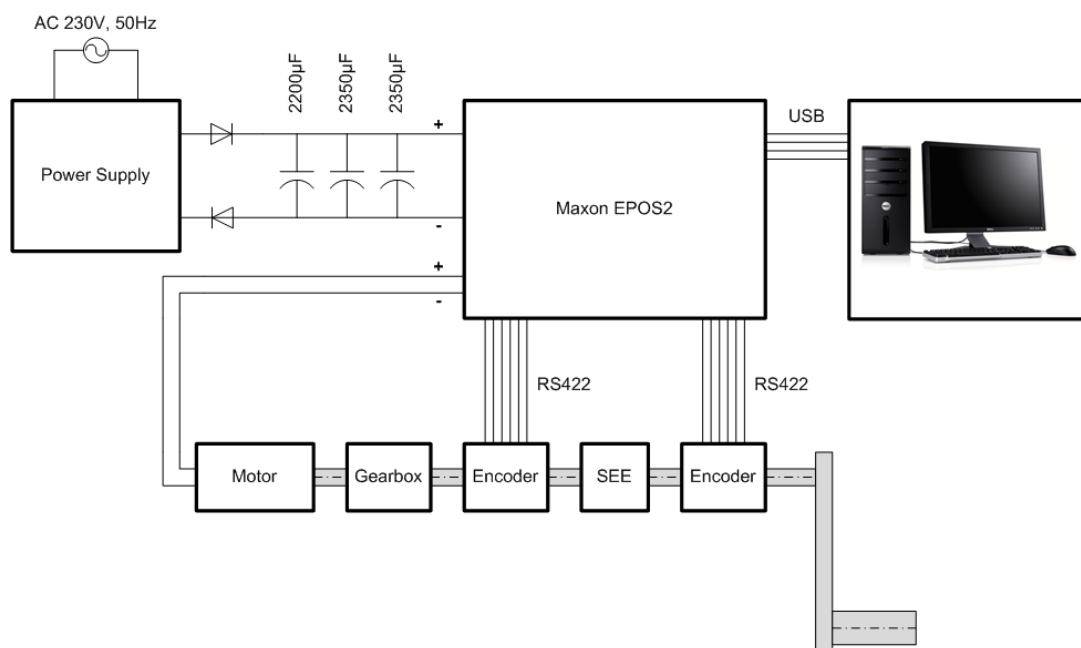 AC 230V, 50Hz
2200µF
2350µF
2350µF
+
USB
Power Supply
Maxon EPOS2
-
+
-
RS422
RS422
Motor
Gearbox
Encoder
SEE
Encoder